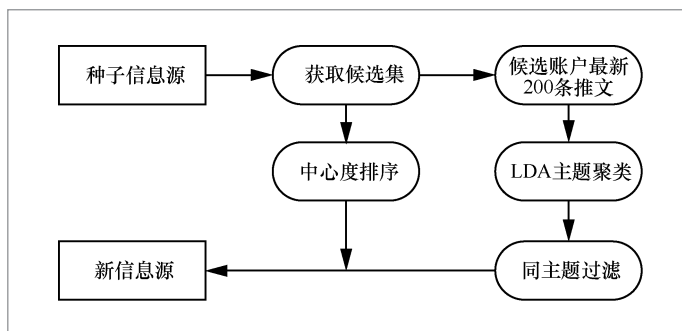 种子信息源
获取候选集
候选账户最新
200条推文
中心度排序
LDA主题聚类
新信息源
同主题过滤